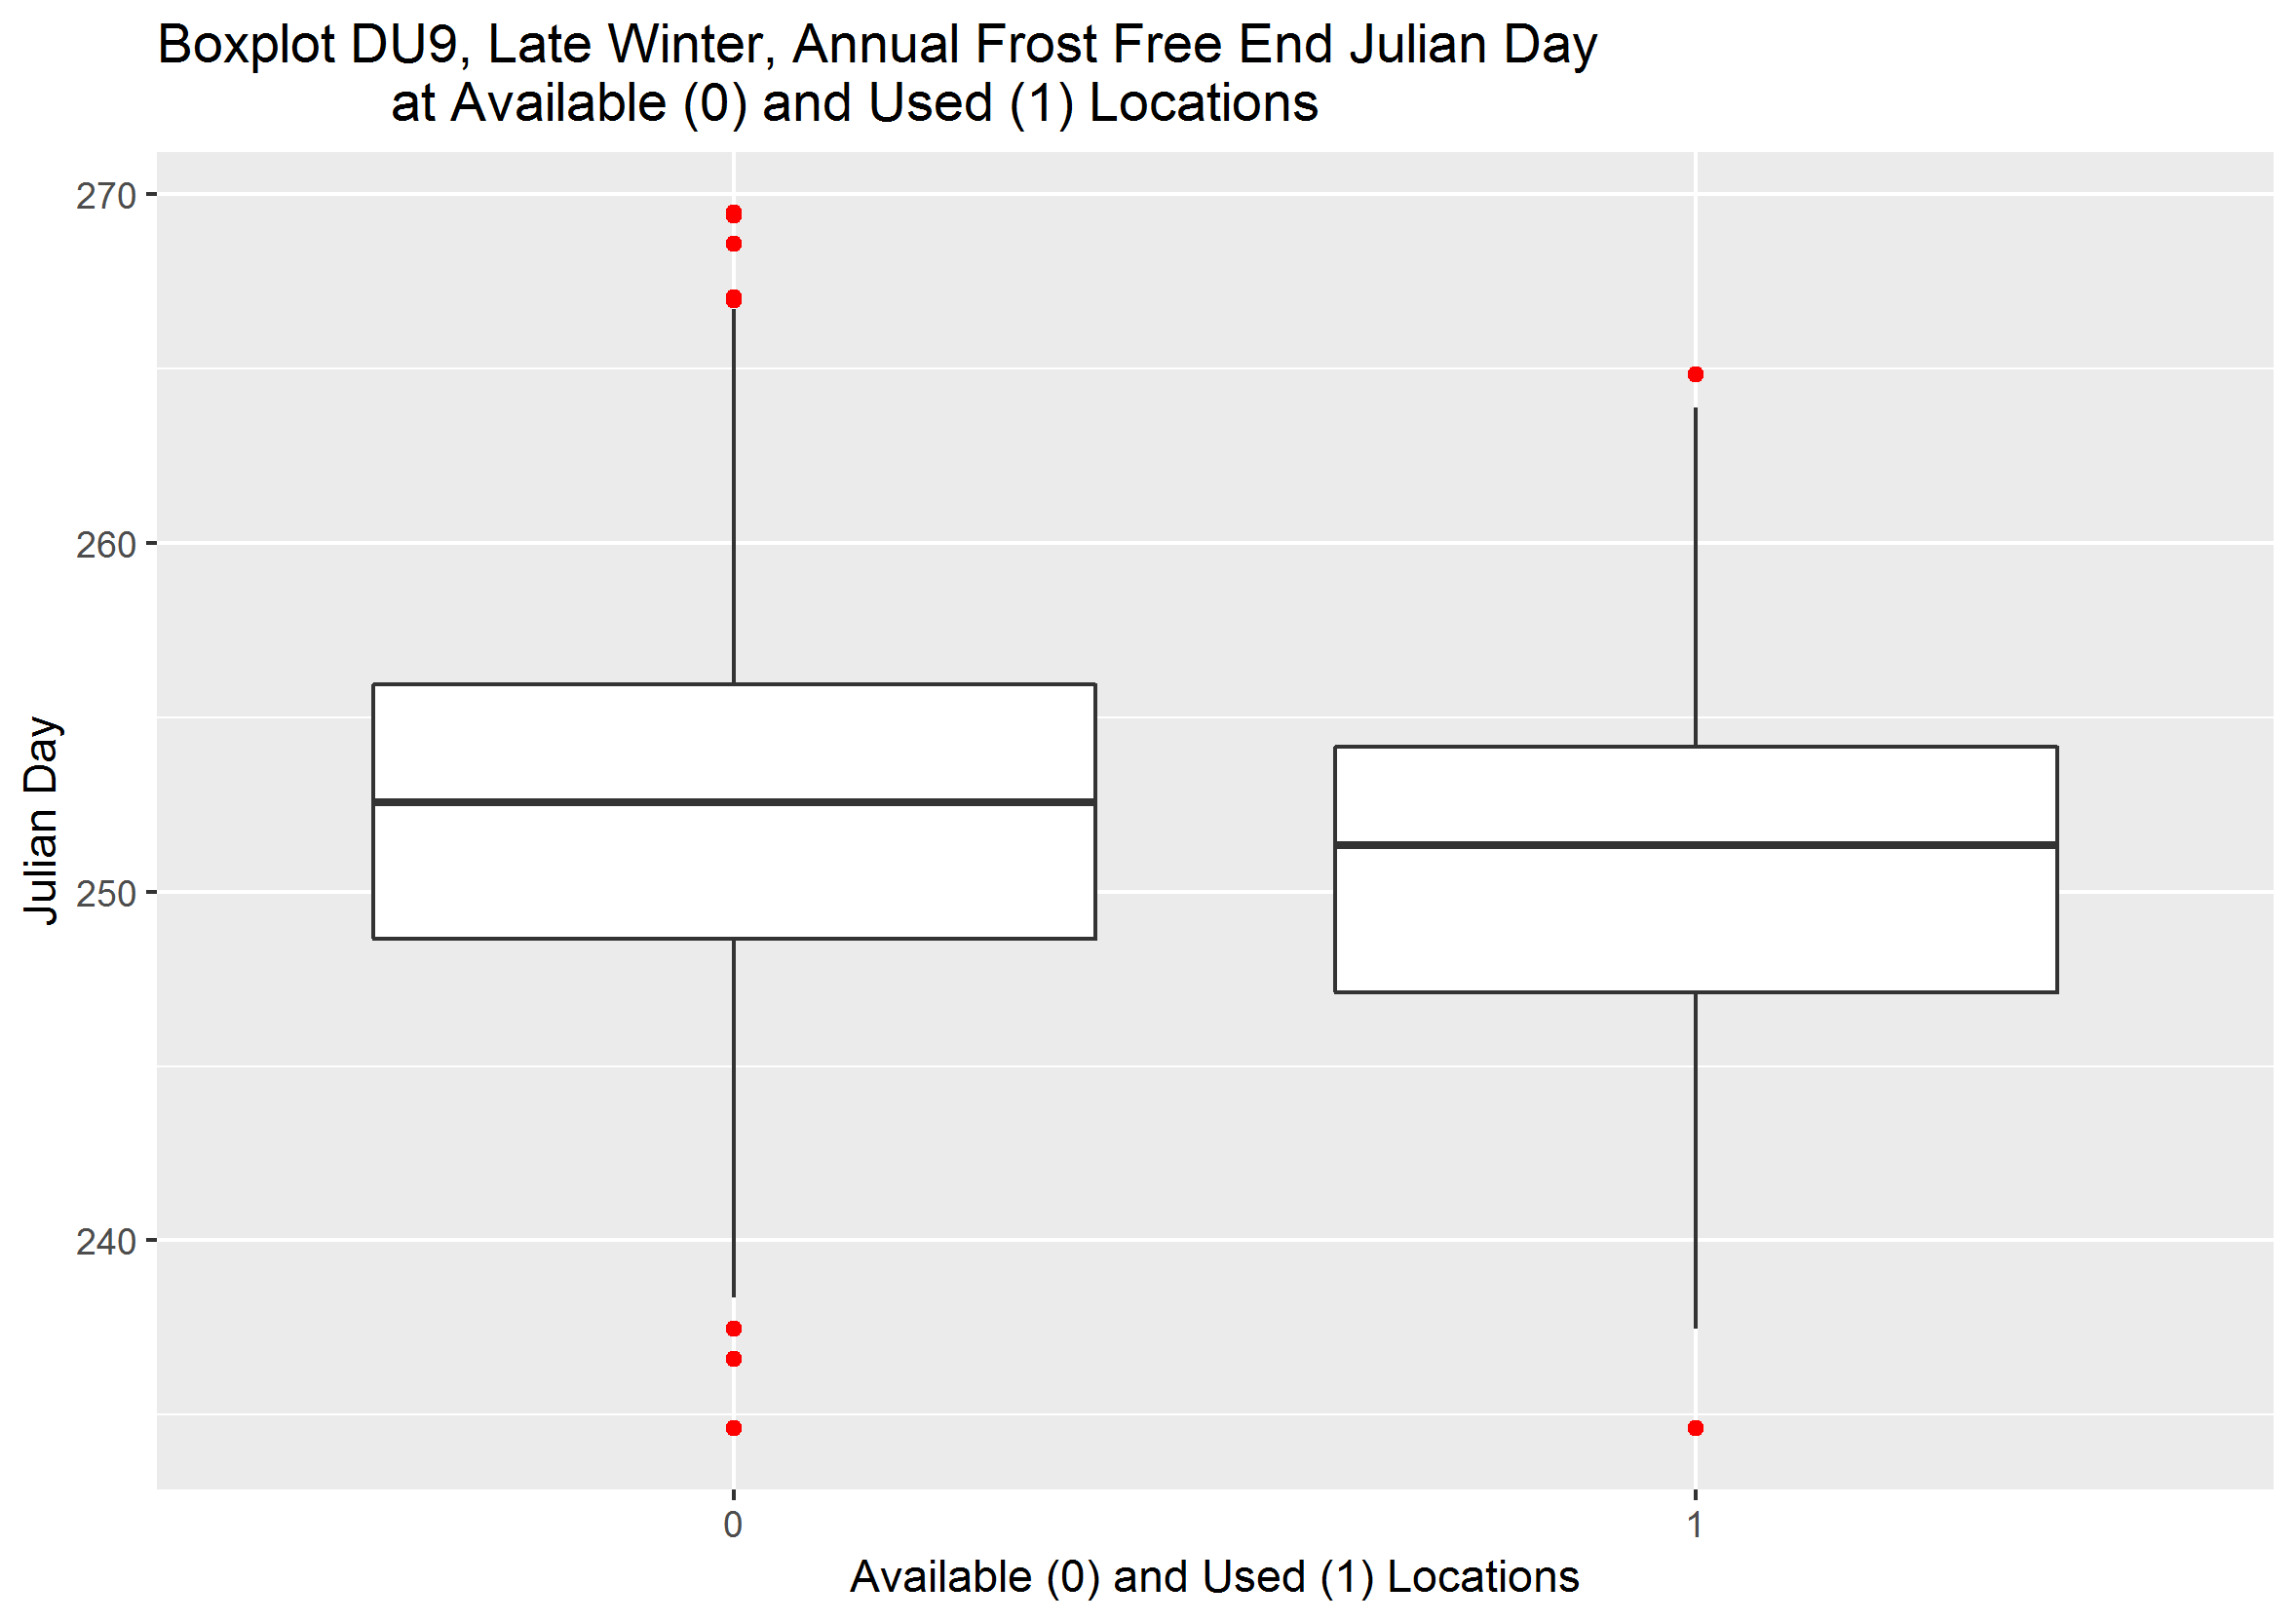 Boxplot DU9, Late Winter, Annual Frost Free End Julian Day
at Available (0) and Used (1) Locations
Julian Day
270
260
250
240
0
1
Available (0) and Used (1) Locations